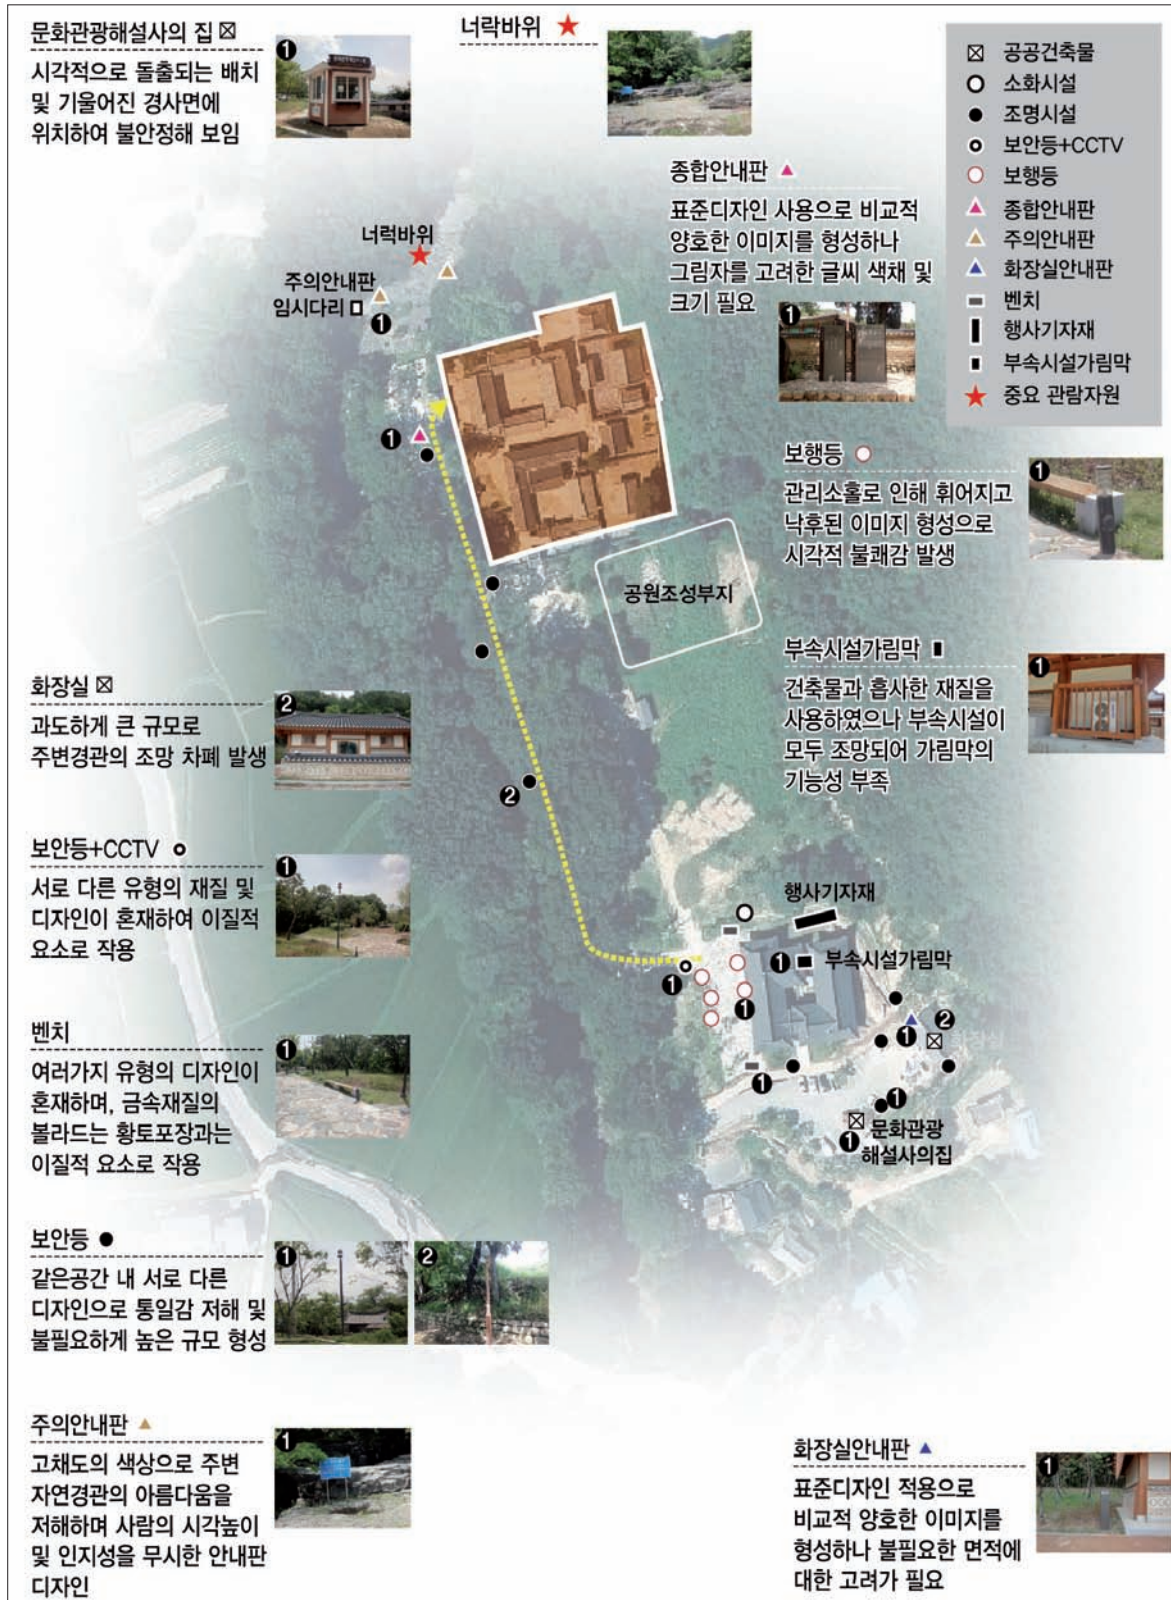 문화관광해설사의 집
시각적으로 돌출되는 배치
및 기울어진 경사면에
위치하여 불안정해 보임
1
너럭바위
공공건축물
소화시설
조명시설
보안등+CCTV
보행등
종합안내판
주의안내판
화장실안내판
벤치
행사기자재
부속시설가림막
중요 관람자원
종합안내판
표준디자인 사용으로 비교적
양호한 이미지를 형성하나
그림자를 고려한 글씨 색채 및
크기 필요
1
너럭바위
주의안내판
임시다리
1
1
보행등
관리소홀로 인해 휘어지고
낙후된 이미지 형성으로
시각적 불쾌감 발생
1
공원조성부지
부속시설가림막
건축물과 흡사한 재질을
사용하였으나 부속시설이
모두 조망되어 가림막의
기능성 부족
1
화장실
과도하게 큰 규모로
주변경관의 조망 차폐 발생
2
2
보안등+CCTV
서로 다른 유형의 재질 및
디자인이 혼재하여 이질적
요소로 작용
1
행사기자재
1
부속시설가림막
1
1
1
2
1
1
1
문화관광
해설사의집
벤치
여러가지 유형의 디자인이
혼재하며, 금속재질의
볼라드는 황토포장과는
이질적 요소로 작용
1
보안등
같은공간 내 서로 다른
디자인으로 통일감 저해 및
불필요하게 높은 규모 형성
1
2
주의안내판
고채도의 색상으로 주변
자연경관의 아름다움을
저해하며 사람의 시각높이
및 인지성을 무시한 안내판
디자인
1
화장실안내판
표준디자인 적용으로
비교적 양호한 이미지를
형성하나 불필요한 면적에
대한 고려가 필요
1